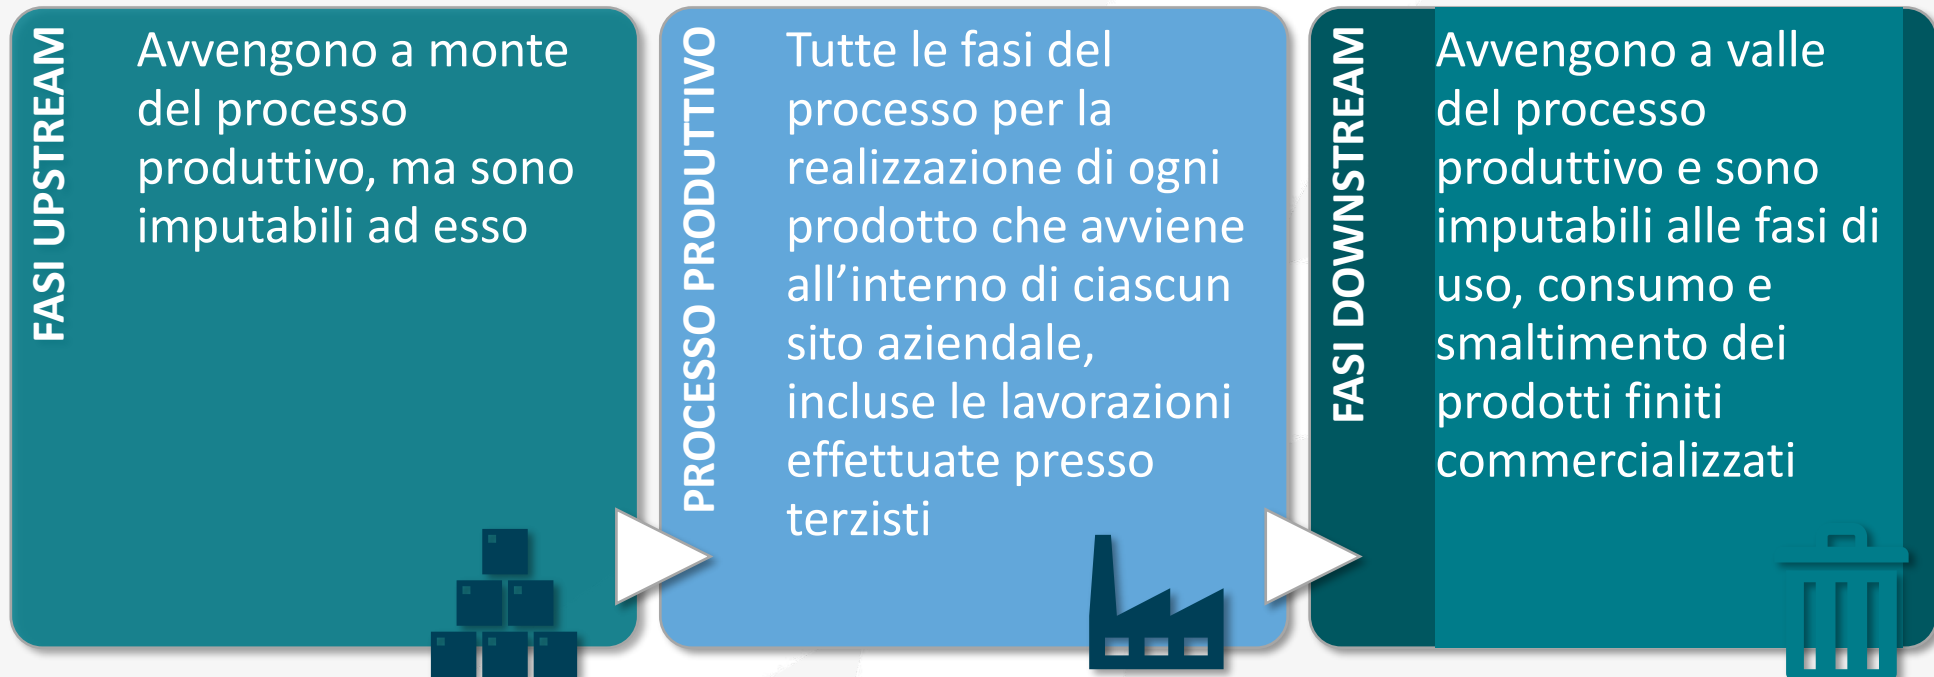 FASI UPSTREAM
Avvengono a monte
del processo
produttivo, ma sono
imputabili ad esso
PROCESSO PRODUTTIVO
Tutte le fasi del
processo per la
realizzazione di ogni
prodotto che avviene
all’interno di ciascun
sito aziendale,
incluse le lavorazioni
effettuate presso
terzisti
FASI DOWNSTREAM
Avvengono a valle
del processo
produttivo e sono
imputabili alle fasi di
uso, consumo e
smaltimento dei
prodotti finiti
commercializzati